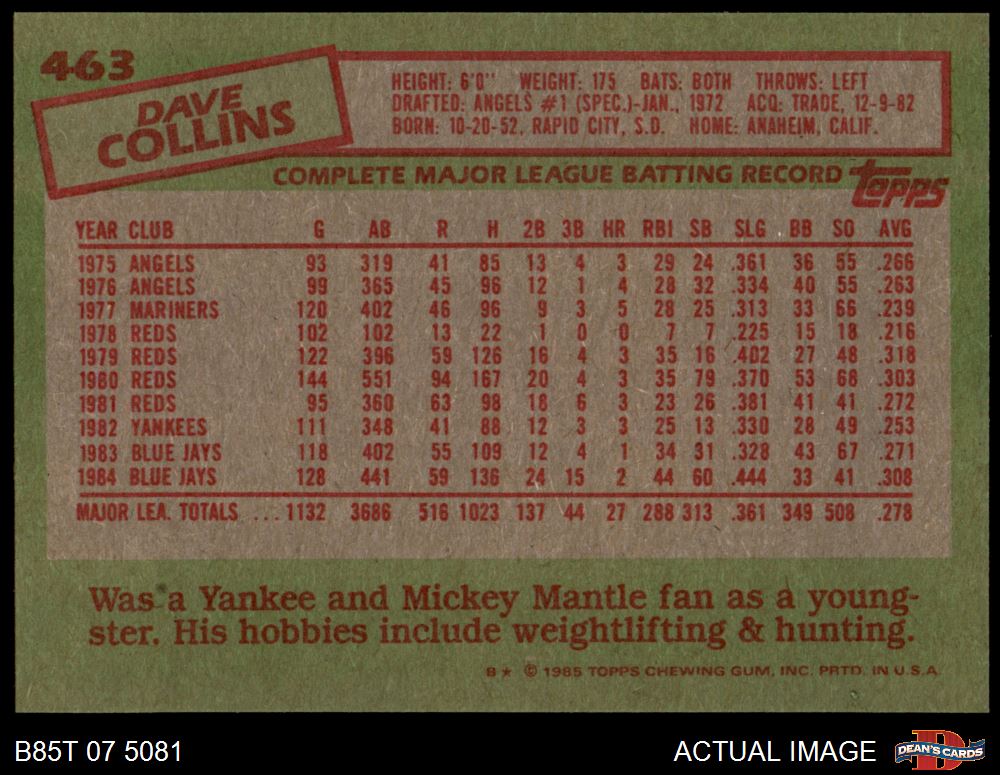 463
DAVE
COLLINS
HEIGHT: 6'0" WEIGHT: 175 BATS: BOTH THROWS: LEFT
DRAFTED: ANGELS #1 (SPEC.)-JAN., 1972 ACQ: TRADE, 12-9-82
BORN: 10-20-52, RAPID CITY, S.D. HOME: ANAHEIM, CALIF.
COMPLETE MAJOR LEAGUE BATTING RECORD topps
YEAR CLUB G AB R H 2B 3B HR RBI SB SLG BB SO AVG
1975 ANGELS 93 319 41 85 13 4 3 29 24 .361 36 55 .266
1976 ANGELS 99 365 45 96 12 1 4 28 32 .334 40 55 .263
1977 MARINERS 120 402 46 96 9 3 5 28 25 .313 33 66 .239
1978 REDS 102 102 13 22 1 0 0 7 7 .225 15 18 .216
1979 REDS 122 396 59 126 16 4 3 35 16 .402 27 48 .318
1980 REDS 144 551 94 167 20 4 3 35 79 .370 53 68 .303
1981 REDS 95 360 63 98 18 6 3 23 26 .381 41 41 .272
1982 YANKEES 111 348 41 88 12 3 3 25 13 .330 28 49 .253
1983 BLUE JAYS 118 402 55 109 12 4 1 34 31 .328 43 67 .271
1984 BLUE JAYS 128 441 59 136 24 15 2 44 60 .444 33 41 .308
MAJOR LEA. TOTALS ... 1132 3686 516 1023 137 44 27 288 313 .361 349 508 .278
Was a Yankee and Mickey Mantle fan as a young-
ster. His hobbies include weightlifting & hunting.
B★ © 1985 TOPPS CHEWING GUM, INC. PRTD. IN U.S.A.
B85T 07 5081 ACTUAL IMAGE D DEAN'S CARDS